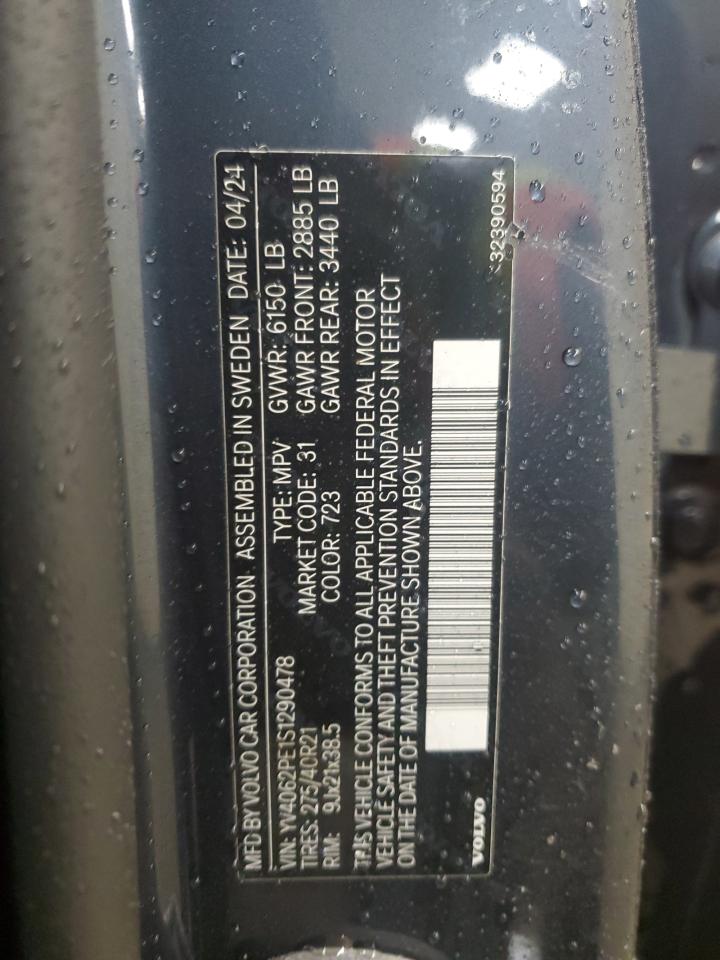 MFD BY VOLVO CAR CORPORATION ASSEMBLED IN SWEDEN DATE: 04/24
VIN: YV4062PE1S1290478 TYPE: MPV GVWR: 6150 LB
TIRES: 275/40R21 MARKET CODE: 31 GAWR FRONT: 2885 LB
RIM: 9Jx21x38.5 COLOR: 723 GAWR REAR: 3440 LB
THIS VEHICLE CONFORMS TO ALL APPLICABLE FEDERAL MOTOR
VEHICLE SAFETY AND THEFT PREVENTION STANDARDS IN EFFECT
ON THE DATE OF MANUFACTURE SHOWN ABOVE.
VOLVO 32390594